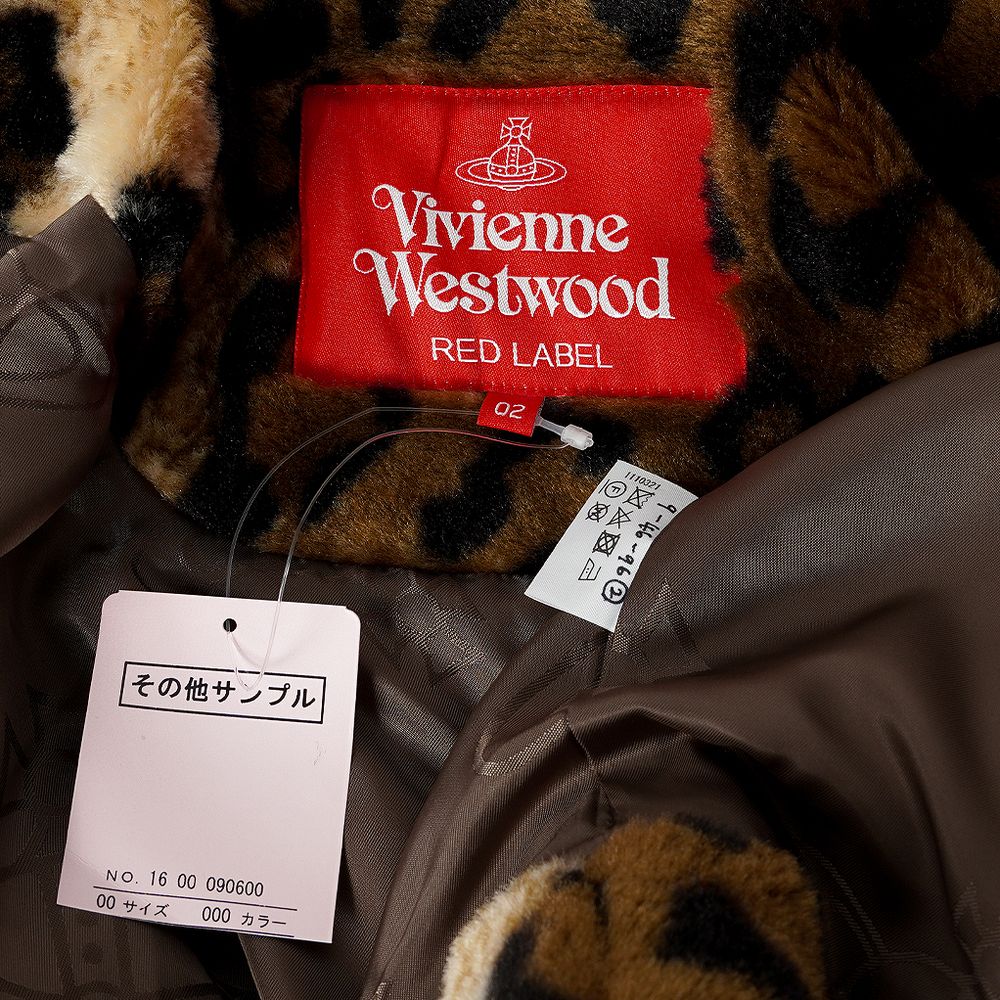 Vivienne
Westwood
RED LABEL
02
1110321
その他サンプル
NO. 16 00 090600
00 サイズ 000 カラー